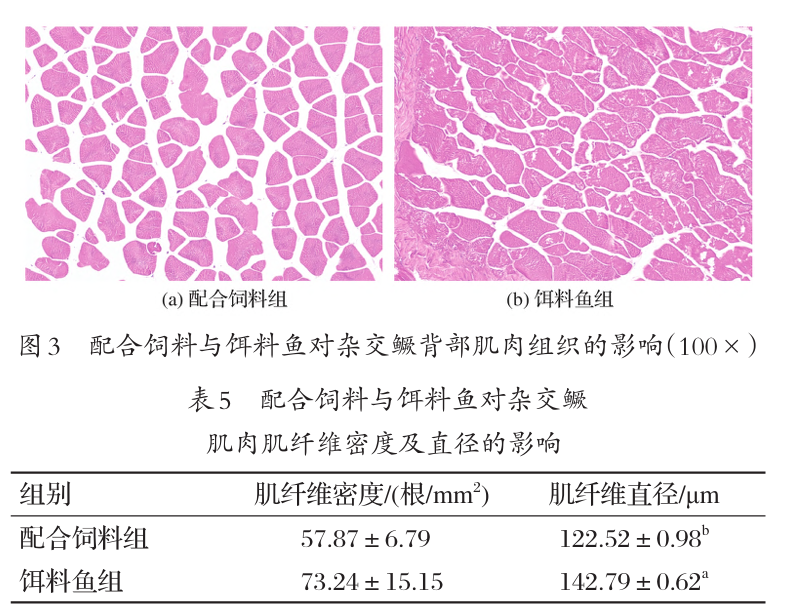 (a) 配合饲料组 (b) 饵料鱼组
图3 配合饲料与饵料鱼对杂交鳜背部肌肉组织的影响(100×)
表5 配合饲料与饵料鱼对杂交鳜
肌肉肌纤维密度及直径的影响
组别 肌纤维密度/(根/mm²) 肌纤维直径/μm
配合饲料组 57.87±6.79 122.52±0.98ᵇ
饵料鱼组 73.24±15.15 142.79±0.62ᵃ